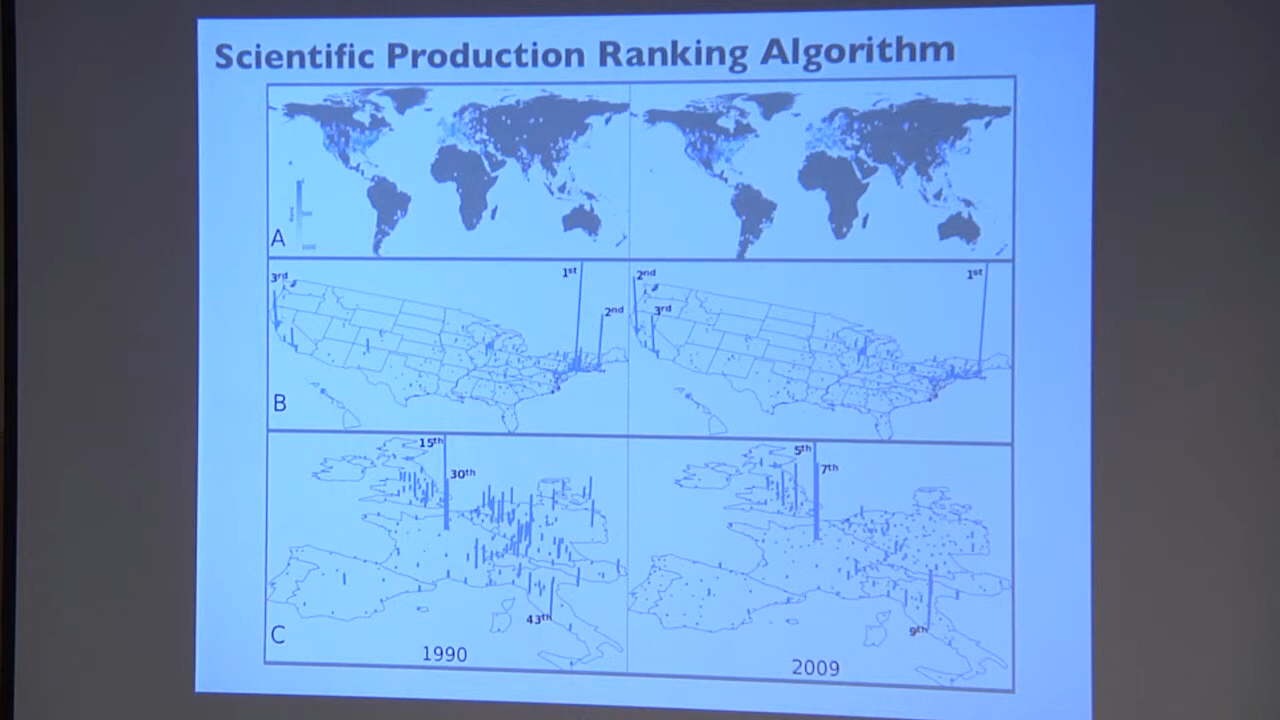 Scientific Production Ranking Algorithm
A
3rd
1st
2nd
2nd
3rd
1st
B
15th
30th
5th
7th
43th
9th
C
1990
2009